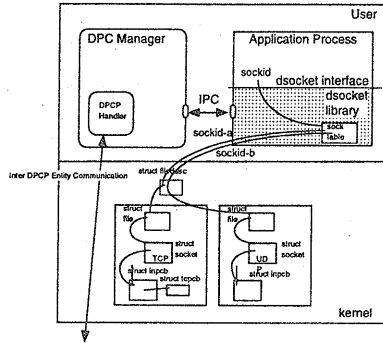 User
DPC Manager
Application Process
DPCP
Handler
IPC
sockid
dsocket interface
dsocket
library
sock
table
sockid-a
sockid-b
Inter DPCP Entity Communication
struct filedesc
struct
file
struct
file
struct
socket
TCP
struct
socket
UD
P
struct inpcb
struct tcpcb
struct inpcb
kernel